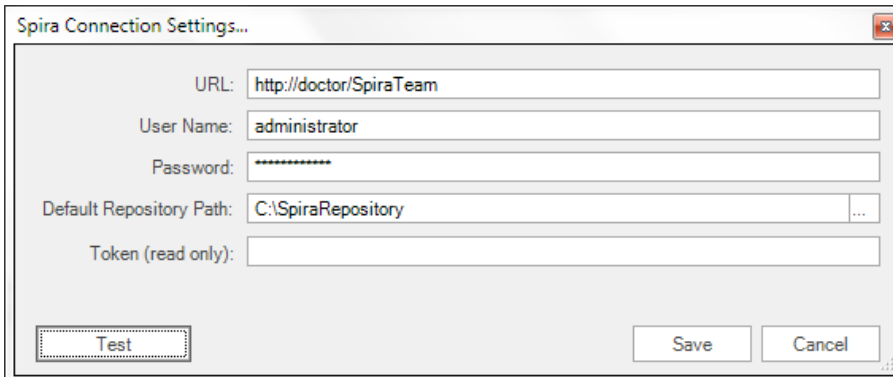 Spira Connection Settings...
URL: http://doctor/SpiraTeam
User Name: administrator
Password: ************
Default Repository Path: C:\SpiraRepository ...
Token (read only):
Test Save Cancel